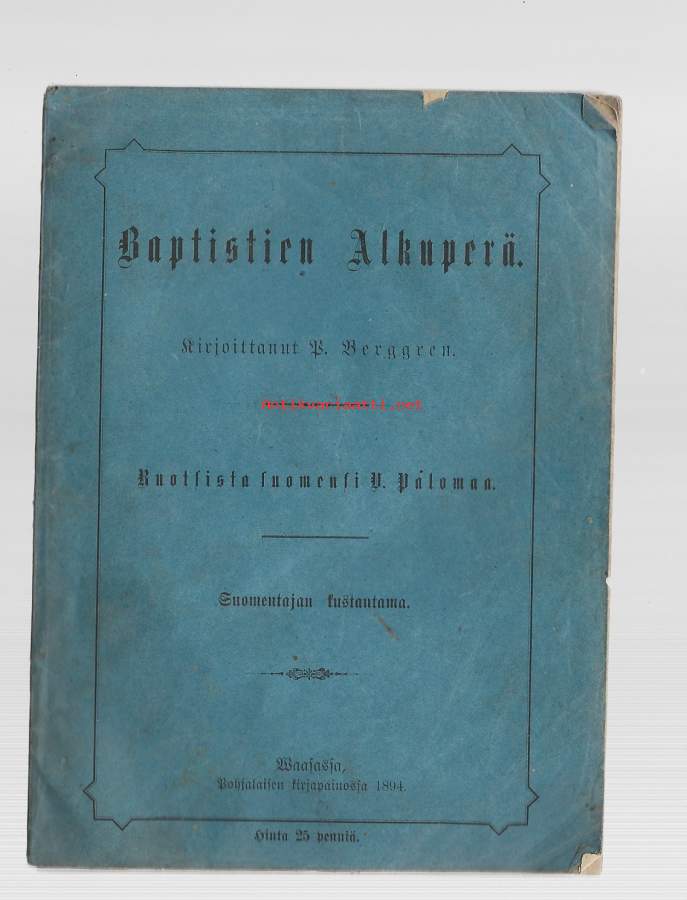 Baptistien Alkuperä.
Kirjoittanut P. Berggren.
Antikvariaatti.net
Ruotsista suomensi V. Palomaa.
Suomentajan kustantama.
Waasassa,
Pohjalaisen kirjapainossa 1894.
Hinta 25 penniä.